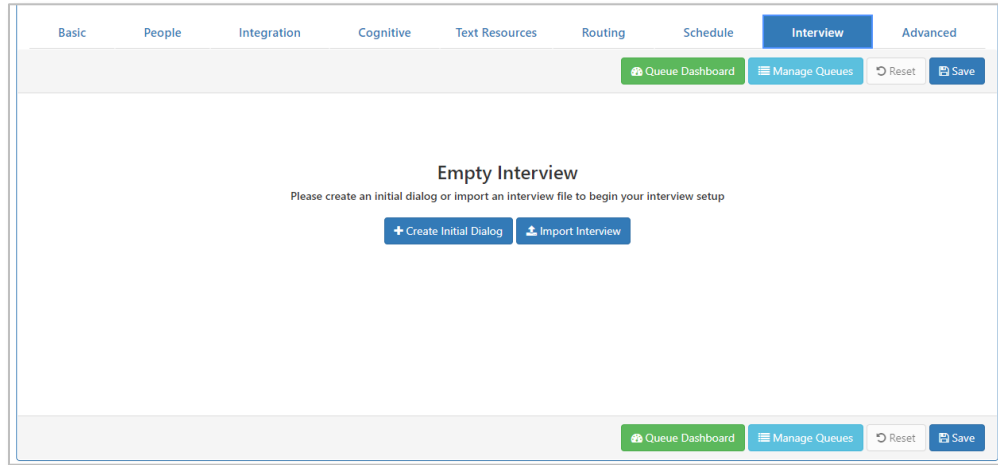 Basic People Integration Cognitive Text Resources Routing Schedule Interview Advanced
Queue Dashboard Manage Queues Reset Save
Empty Interview
Please create an initial dialog or import an interview file to begin your interview setup
Create Initial Dialog Import Interview
Queue Dashboard Manage Queues Reset Save